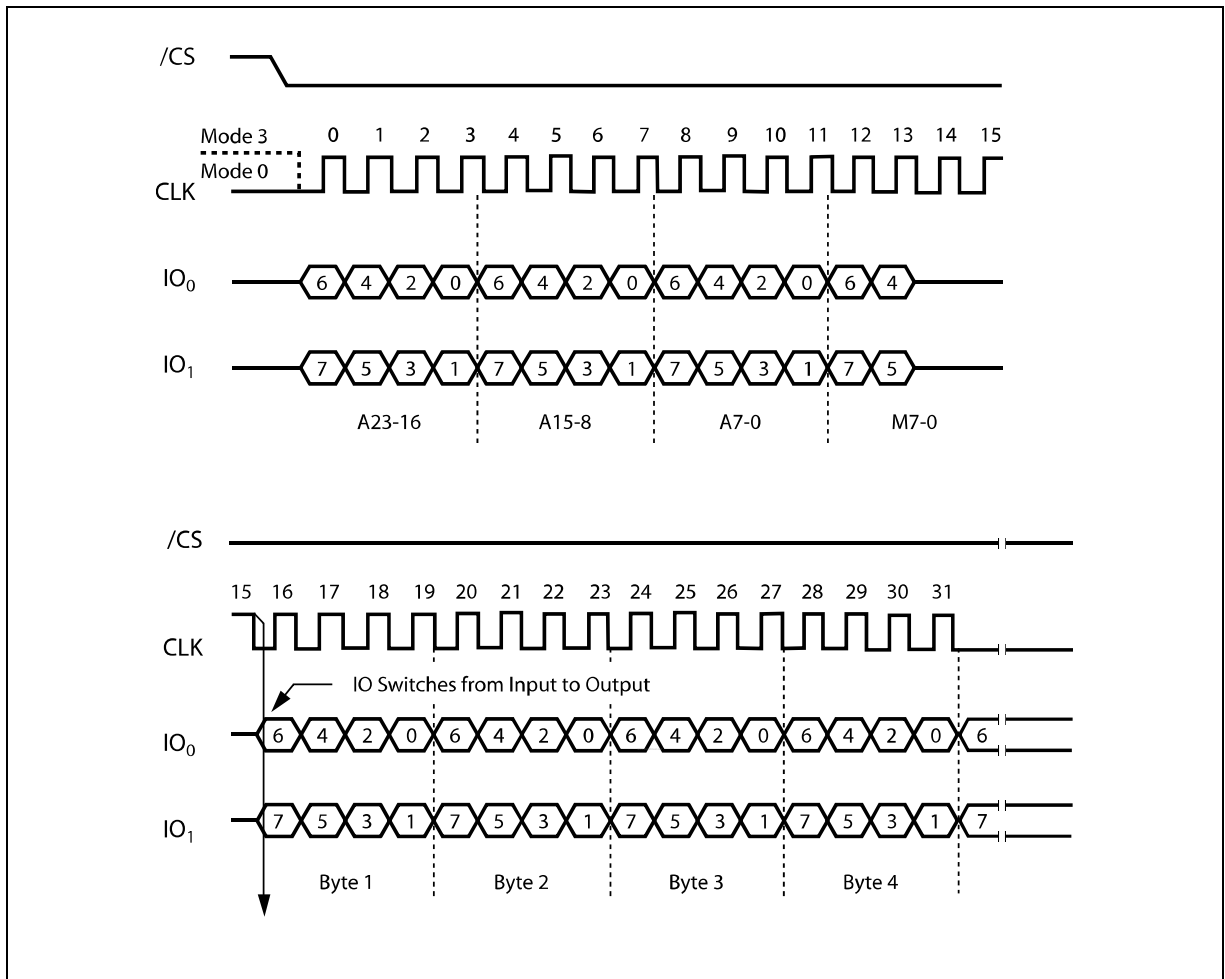 /CS
Mode 3
0 1 2 3 4 5 6 7 8 9 10 11 12 13 14 15
Mode 0
CLK
IO0 6 4 2 0 6 4 2 0 6 4 2 0 6 4
IO1 7 5 3 1 7 5 3 1 7 5 3 1 7 5
A23-16 A15-8 A7-0 M7-0
/CS
15 16 17 18 19 20 21 22 23 24 25 26 27 28 29 30 31
CLK
IO Switches from Input to Output
IO0 6 4 2 0 6 4 2 0 6 4 2 0 6 4 2 0 6
IO1 7 5 3 1 7 5 3 1 7 5 3 1 7 5 3 1 7
Byte 1 Byte 2 Byte 3 Byte 4